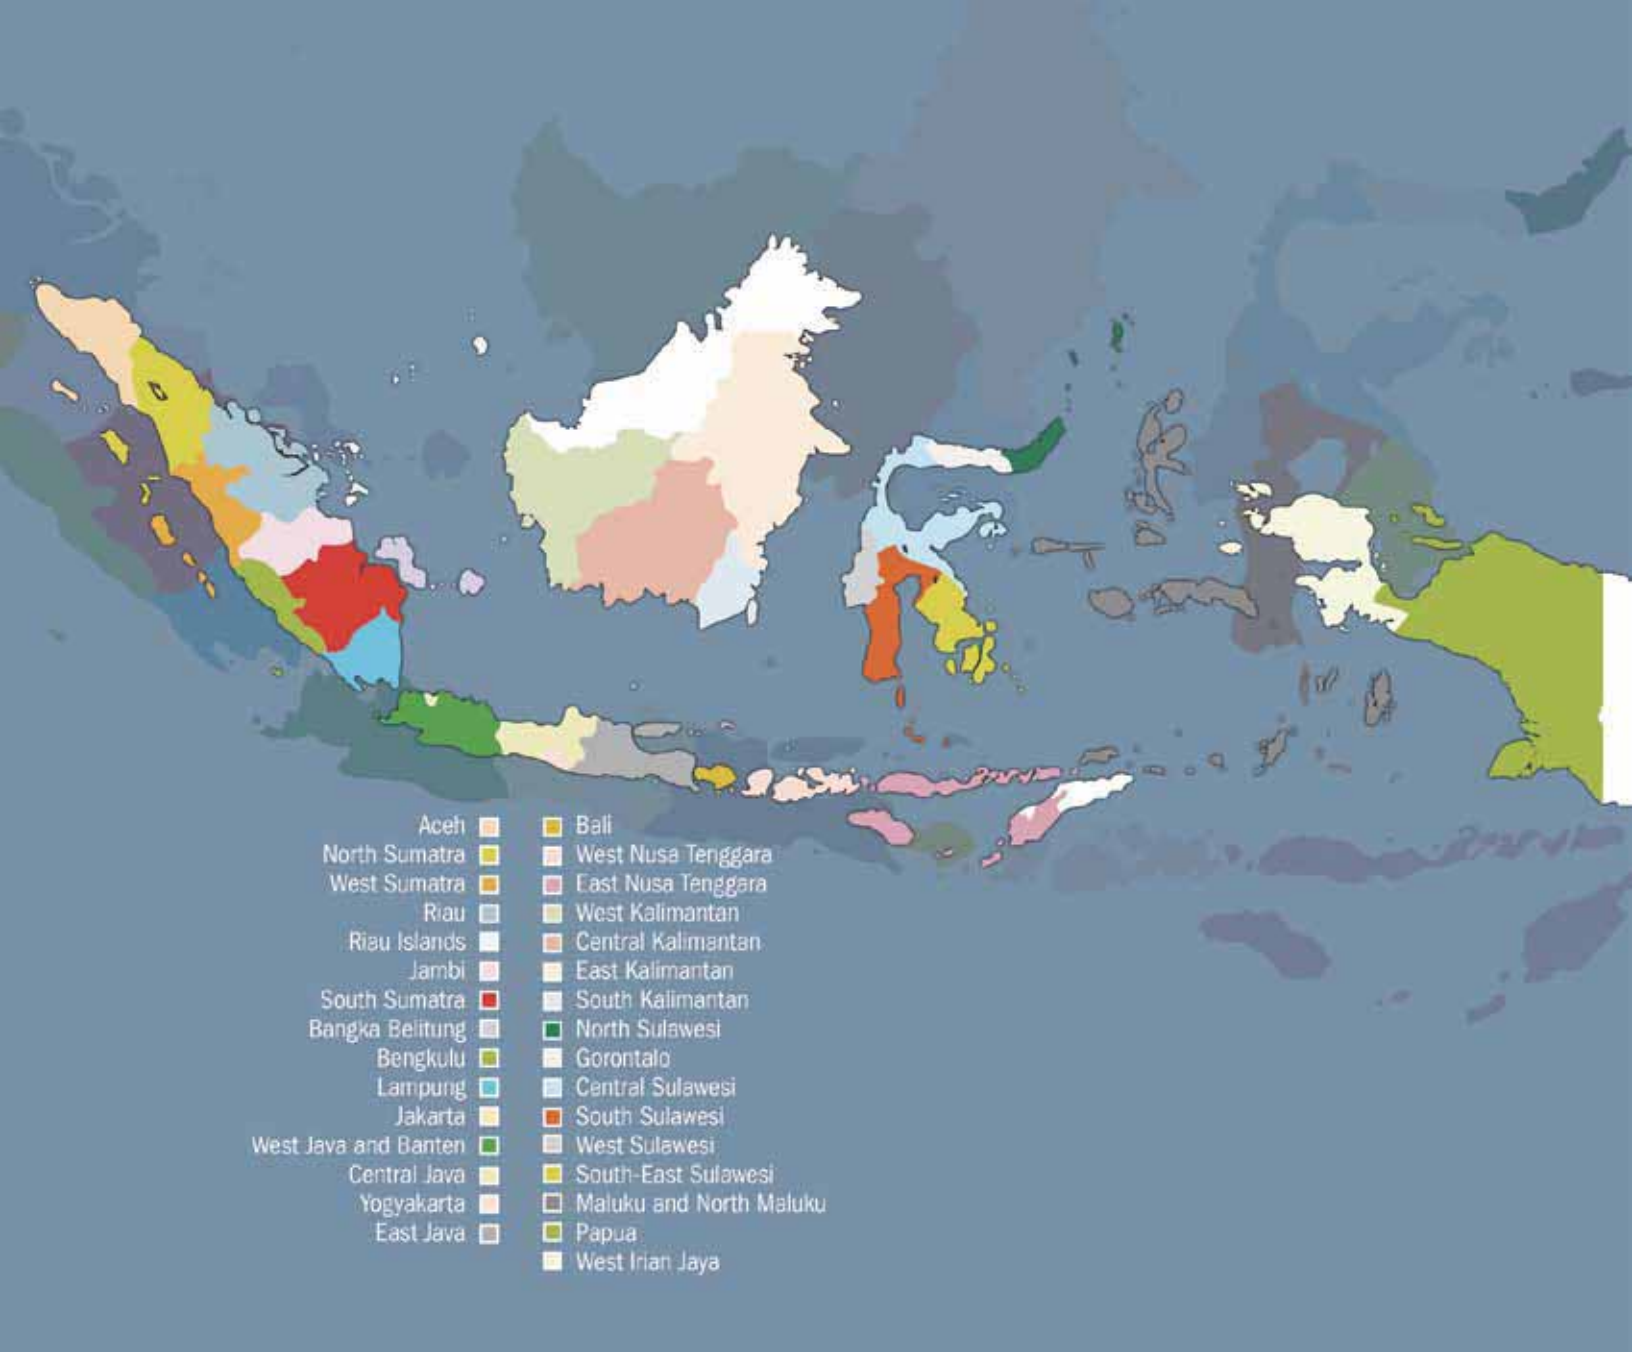 Aceh
North Sumatra
West Sumatra
Riau
Riau Islands
Jambi
South Sumatra
Bangka Belitung
Bengkulu
Lampung
Jakarta
West Java and Banten
Central Java
Yogyakarta
East Java
Bali
West Nusa Tenggara
East Nusa Tenggara
West Kalimantan
Central Kalimantan
East Kalimantan
South Kalimantan
North Sulawesi
Gorontalo
Central Sulawesi
South Sulawesi
West Sulawesi
South-East Sulawesi
Maluku and North Maluku
Papua
West Irian Jaya